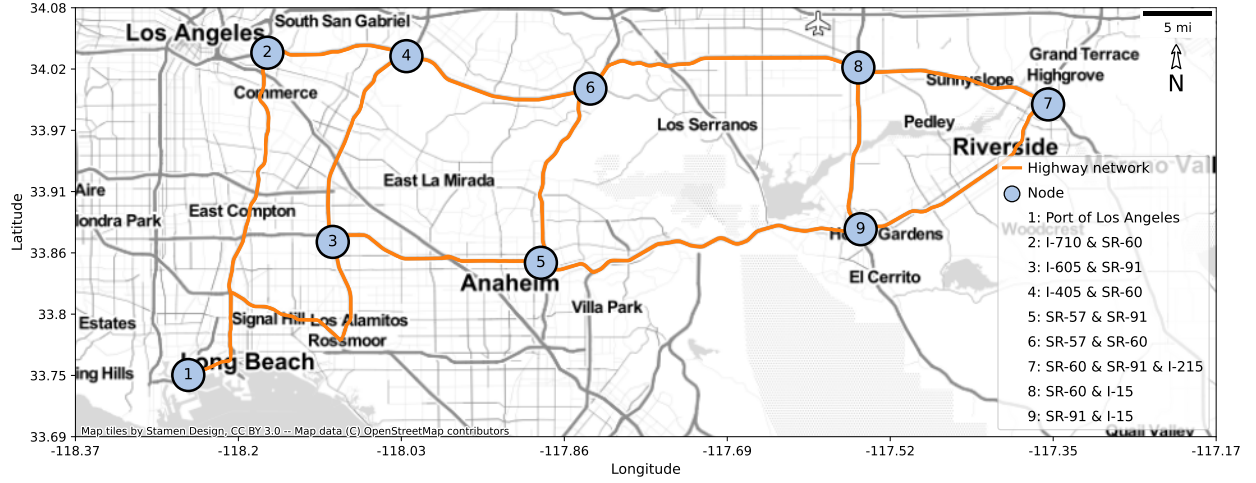 34.08
34.02
33.97
33.91
33.86
33.8
33.75
33.69
Latitude
-118.37
-118.2
-118.03
-117.86
-117.69
-117.52
-117.35
-117.17
Longitude
South San Gabriel
Los Angeles
Commerce
Aire
londra Park
East Compton
East La Mirada
Los Serranos
Sunnyslope
Grand Terrace
Highgrove
Pedley
Riverside
Moreno Vall
Woodcrest
Gardens
El Cerrito
Anaheim
Villa Park
Signal Hill
Los Alamitos
Rossmoor
Estates
ing Hills
Long Beach
Quail Valley
1
2
3
4
5
6
7
8
9
5 mi
N
Highway network
Node
1: Port of Los Angeles
2: I-710 & SR-60
3: I-605 & SR-91
4: I-405 & SR-60
5: SR-57 & SR-91
6: SR-57 & SR-60
7: SR-60 & SR-91 & I-215
8: SR-60 & I-15
9: SR-91 & I-15
Map tiles by Stamen Design, CC BY 3.0 -- Map data (C) OpenStreetMap contributors